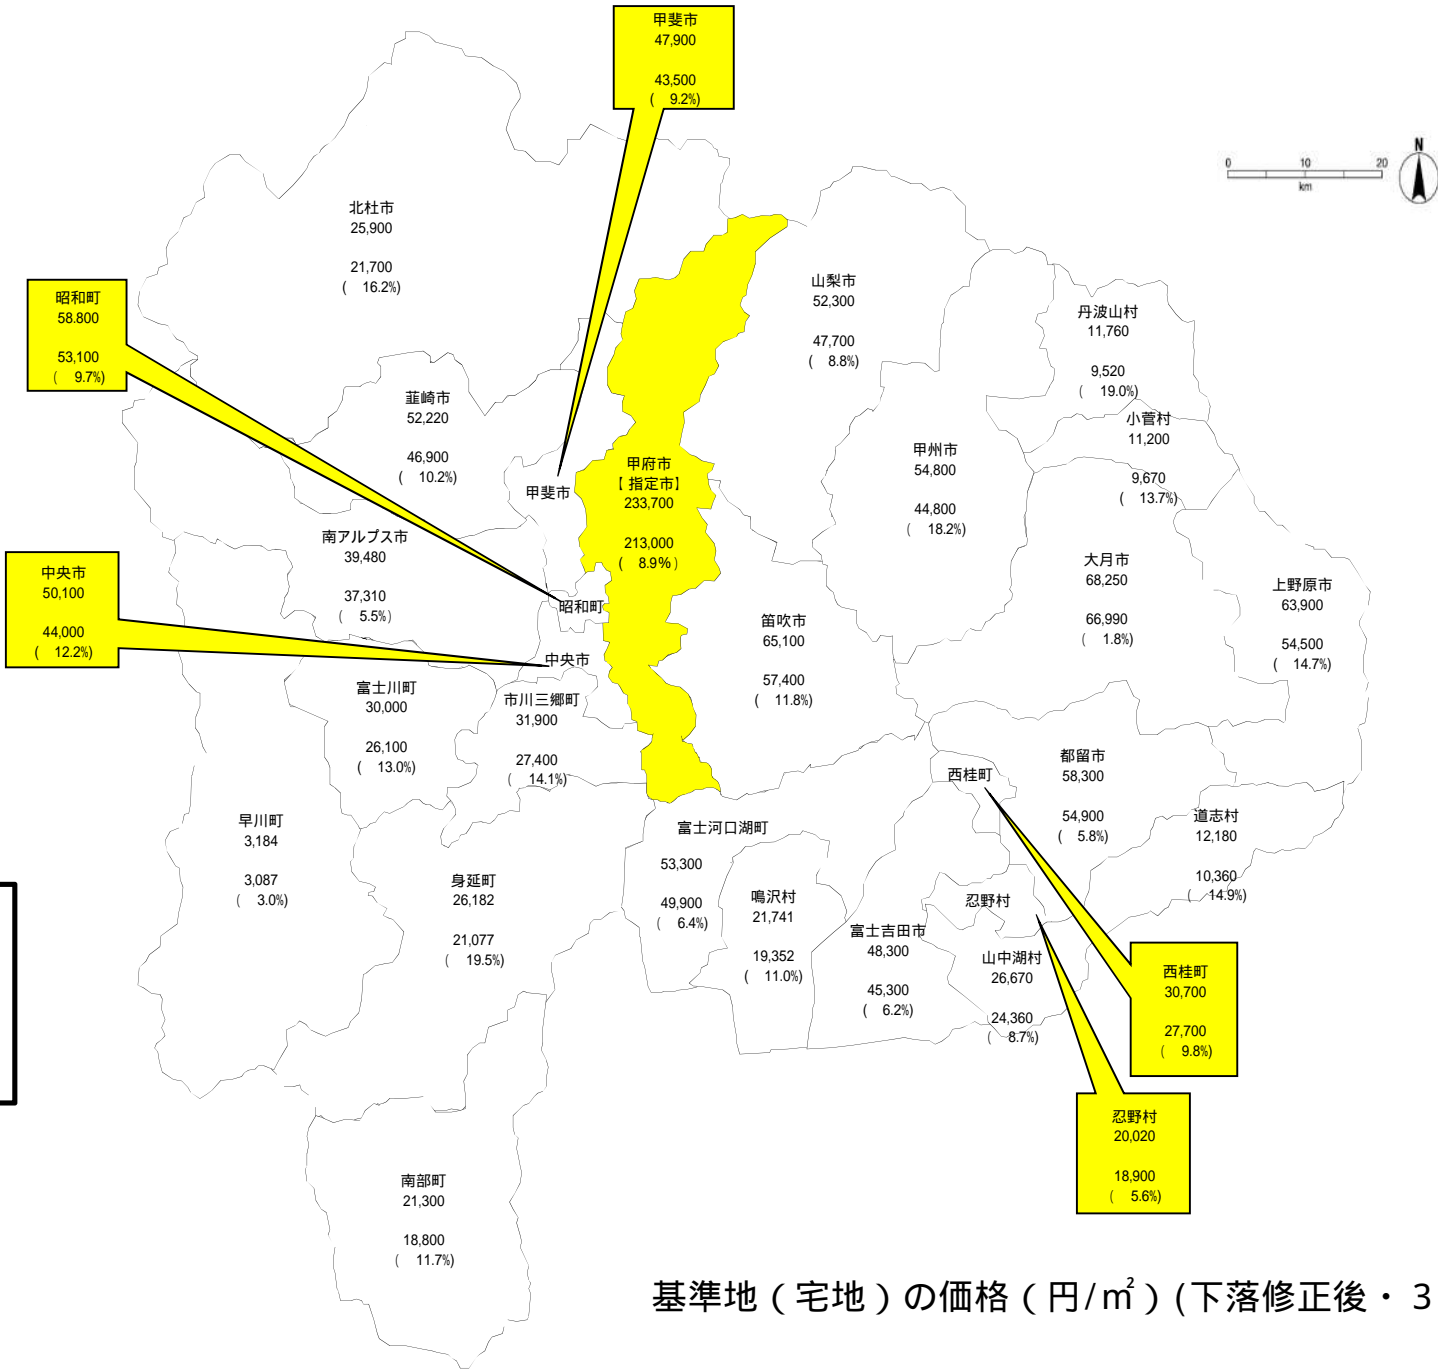 甲斐市
47,900
43,500
( 9.2%)
N
0 10 20
km
北杜市
25,900
21,700
( 16.2%)
昭和町
58.800
53,100
( 9.7%)
山梨市
52,300
47,700
( 8.8%)
丹波山村
11,760
9,520
( 19.0%)
小菅村
11,200
9,670
( 13.7%)
韮崎市
52,220
46,900
( 10.2%)
甲斐市
甲府市
【指定市】
233,700
213,000
( 8.9%)
甲州市
54,800
44,800
( 18.2%)
南アルプス市
39,480
37,310
( 5.5%)
中央市
50,100
44,000
( 12.2%)
昭和町
中央市
大月市
68,250
66,990
( 1.8%)
上野原市
63,900
54,500
( 14.7%)
笛吹市
65,100
57,400
( 11.8%)
富士川町
30,000
26,100
( 13.0%)
市川三郷町
31,900
27,400
( 14.1%)
都留市
58,300
54,900
( 5.8%)
西桂町
道志村
12,180
10,360
( 14.9%)
早川町
3,184
3,087
( 3.0%)
身延町
26,182
21,077
( 19.5%)
富士河口湖町
53,300
49,900
( 6.4%)
鳴沢村
21,741
19,352
( 11.0%)
富士吉田市
48,300
45,300
( 6.2%)
忍野村
山中湖村
26,670
24,360
( 8.7%)
西桂町
30,700
27,700
( 9.8%)
忍野村
20,020
18,900
( 5.6%)
南部町
21,300
18,800
( 11.7%)
基準地(宅地)の価格(円/㎡)(下落修正後・3